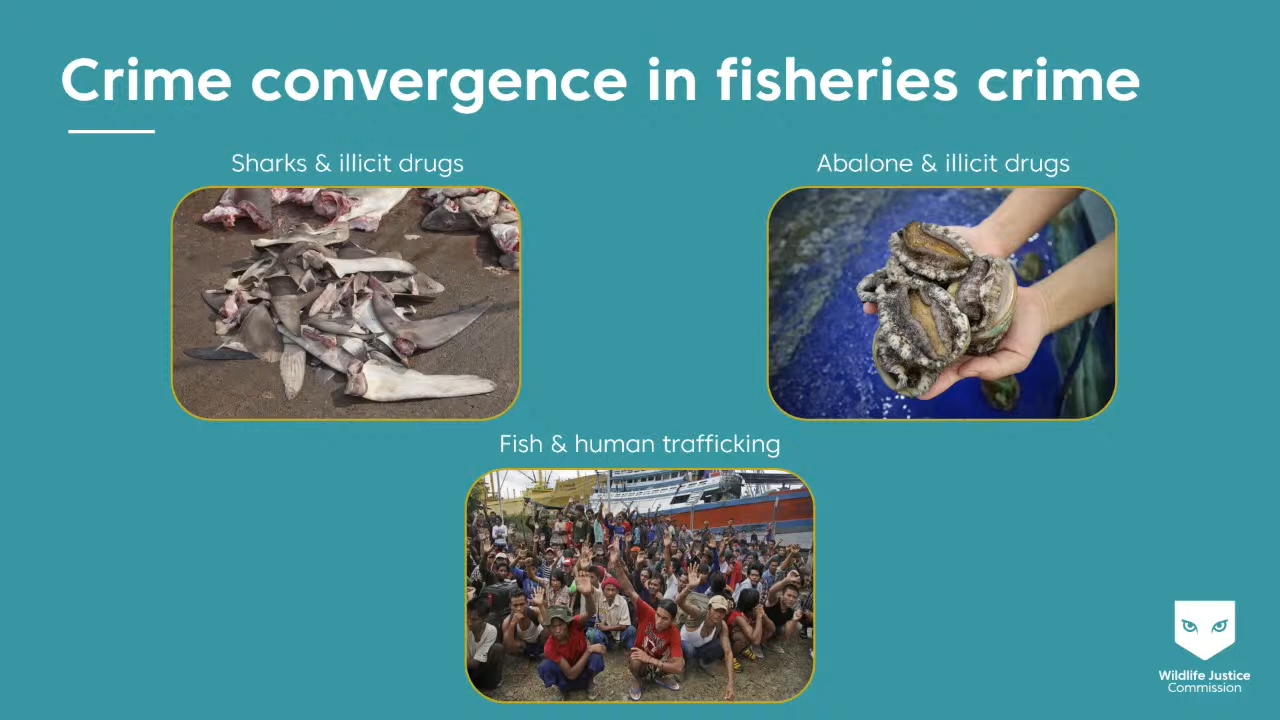 Crime convergence in fisheries crime
Sharks & illicit drugs
Abalone & illicit drugs
Fish & human trafficking
Wildlife Justice
Commission